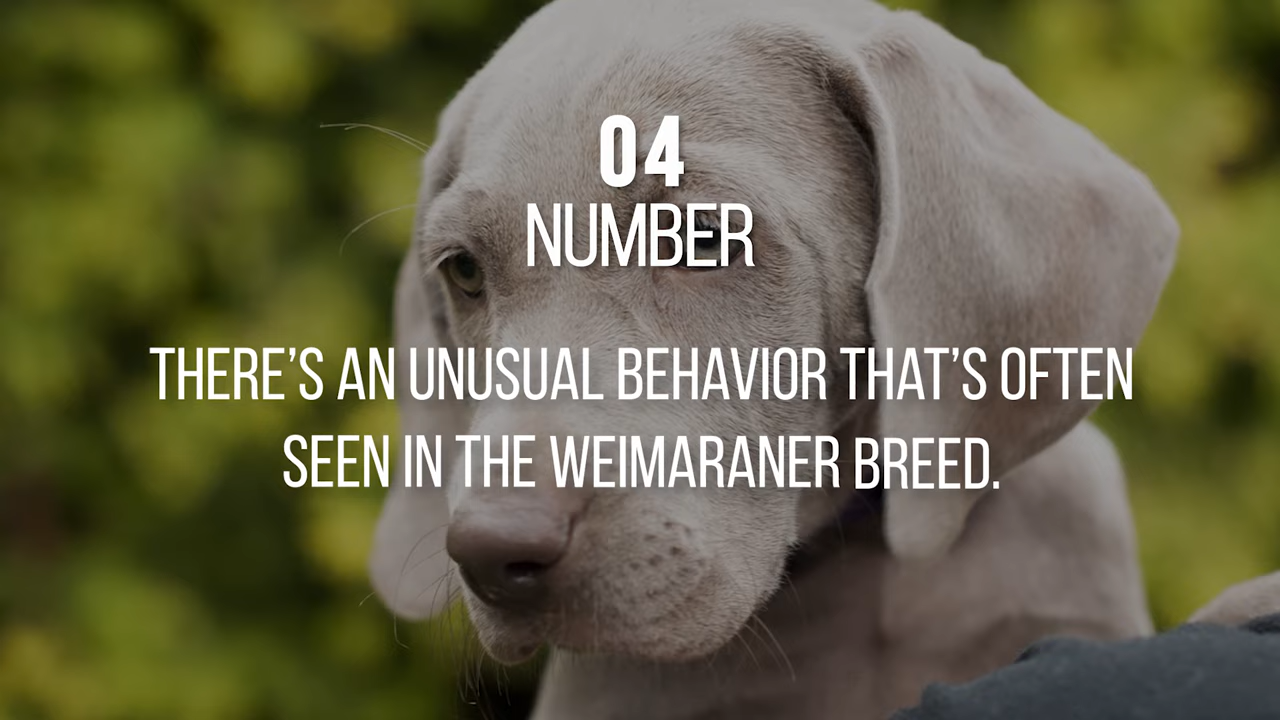 04
NUMBER
THERE’S AN UNUSUAL BEHAVIOR THAT’S OFTEN
SEEN IN THE WEIMARANER BREED.